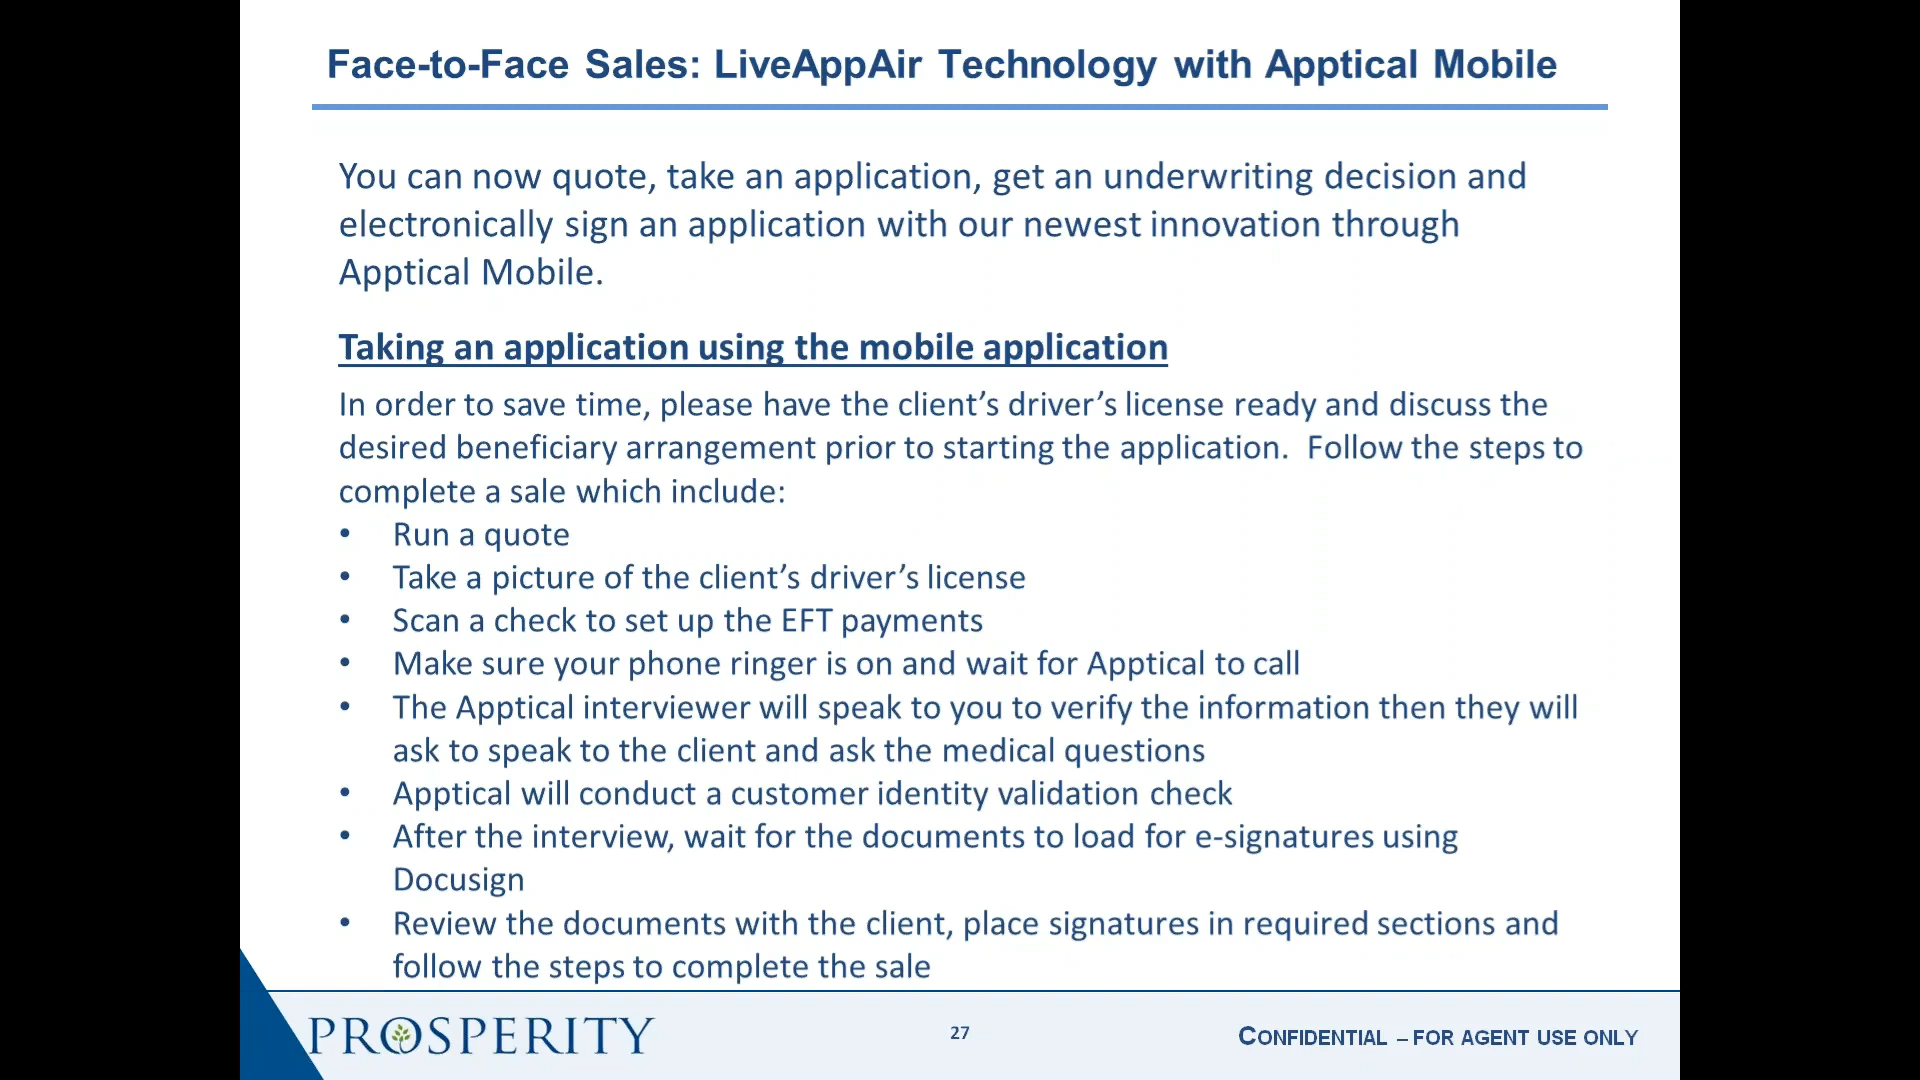 Face-to-Face Sales: LiveAppAir Technology with Apptical Mobile
You can now quote, take an application, get an underwriting decision and
electronically sign an application with our newest innovation through
Apptical Mobile.
Taking an application using the mobile application
In order to save time, please have the client’s driver’s license ready and discuss the
desired beneficiary arrangement prior to starting the application.  Follow the steps to
complete a sale which include:
• Run a quote
• Take a picture of the client’s driver’s license
• Scan a check to set up the EFT payments
• Make sure your phone ringer is on and wait for Apptical to call
• The Apptical interviewer will speak to you to verify the information then they will
ask to speak to the client and ask the medical questions
• Apptical will conduct a customer identity validation check
• After the interview, wait for the documents to load for e-signatures using
Docusign
• Review the documents with the client, place signatures in required sections and
follow the steps to complete the sale
PROSPERITY
27
CONFIDENTIAL – FOR AGENT USE ONLY